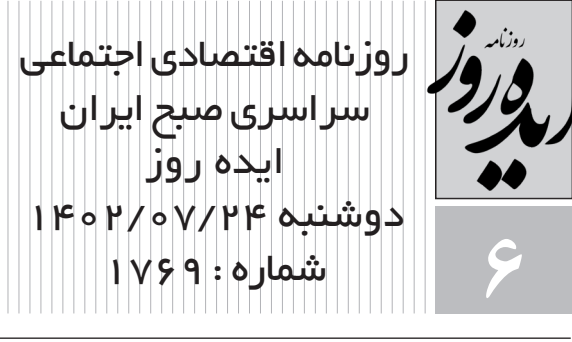 روزنامه اقتصادی اجتماعی
سراسری صبح ایران
ایده روز
دوشنبه ۱۴۰۲/۰۷/۲۴
شماره : ۱۷۶۹
روزنامه
ایده روز
۶